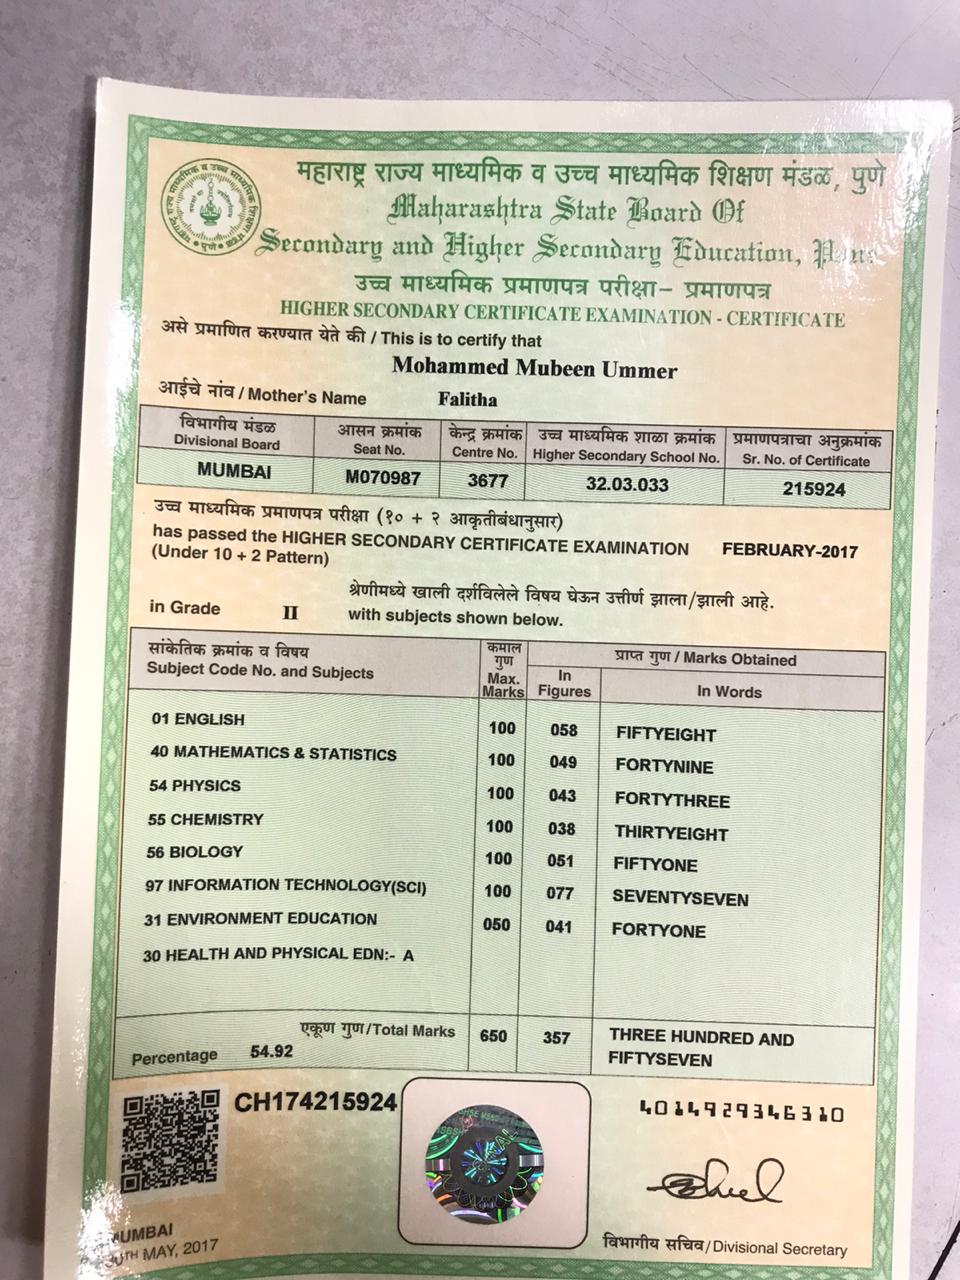 महाराष्ट्र राज्य माध्यमिक व उच्च माध्यमिक शिक्षण मंडळ, पुणे
Maharashtra State Board Of
Secondary and Higher Secondary Education,
उच्च माध्यमिक प्रमाणपत्र परीक्षा- प्रमाणपत्र
HIGHER SECONDARY CERTIFICATE EXAMINATION - CERTIFICATE
असे प्रमाणित करण्यात येते की / This is to certify that
Mohammed Mubeen Ummer
आईचे नांव / Mother's Name Falitha
विभागीय मंडळ आसन क्रमांक केन्द्र क्रमांक उच्च माध्यमिक शाळा क्रमांक प्रमाणपत्राचा अनुक्रमांक
Divisional Board Seat No. Centre No. Higher Secondary School No. Sr. No. of Certificate
MUMBAI M070987 3677 32.03.033 215924
उच्च माध्यमिक प्रमाणपत्र परीक्षा (१० + २ आकृतीबंधानुसार)
has passed the HIGHER SECONDARY CERTIFICATE EXAMINATION FEBRUARY-2017
(Under 10 + 2 Pattern)
श्रेणीमध्ये खाली दर्शविलेले विषय घेऊन उत्तीर्ण झाला/झाली आहे.
in Grade II with subjects shown below.
सांकेतिक क्रमांक व विषय कमाल गुण प्राप्त गुण / Marks Obtained
Subject Code No. and Subjects Max. Marks In Figures In Words
01 ENGLISH 100 058 FIFTYEIGHT
40 MATHEMATICS & STATISTICS 100 049 FORTYNINE
54 PHYSICS 100 043 FORTYTHREE
55 CHEMISTRY 100 038 THIRTYEIGHT
56 BIOLOGY 100 051 FIFTYONE
97 INFORMATION TECHNOLOGY(SCI) 100 077 SEVENTYSEVEN
31 ENVIRONMENT EDUCATION 050 041 FORTYONE
30 HEALTH AND PHYSICAL EDN:- A
एकूण गुण/Total Marks 650 357 THREE HUNDRED AND
Percentage 54.92 FIFTYSEVEN
CH174215924 4014929346310
MUMBAI
MAY, 2017
विभागीय सचिव/Divisional Secretary